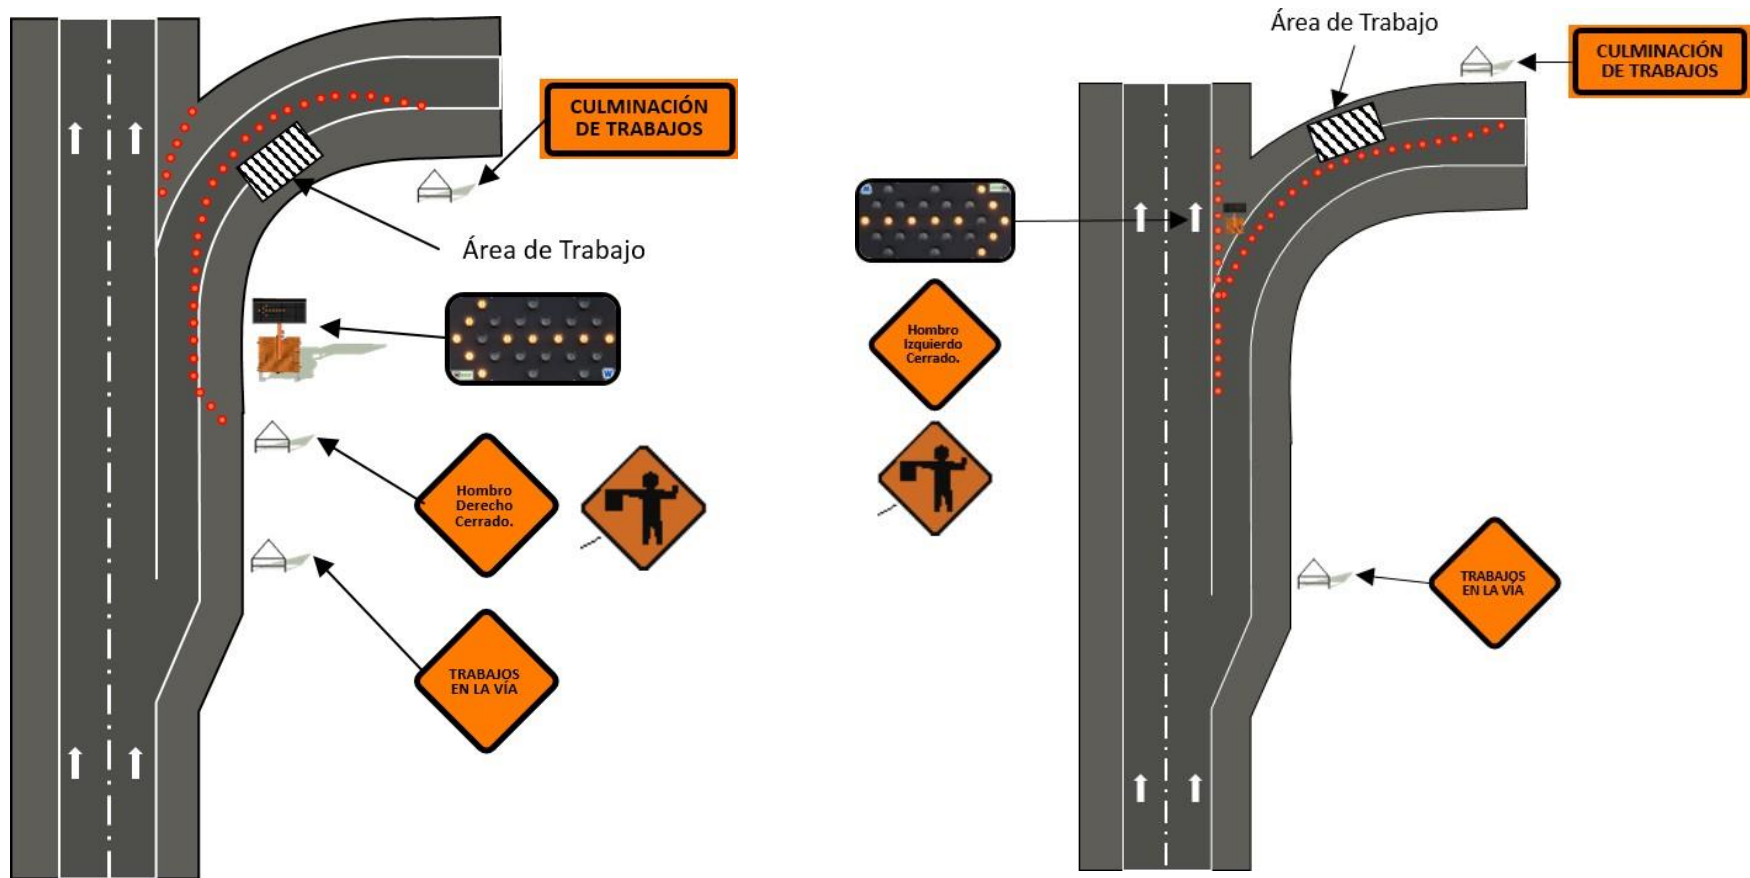 CULMINACIÓN
DE TRABAJOS
Área de Trabajo
Hombro
Derecho
Cerrado.
TRABAJOS
EN LA VÍA
Área de Trabajo
CULMINACIÓN
DE TRABAJOS
Hombro
Izquierdo
Cerrado.
TRABAJOS
EN LA VÍA